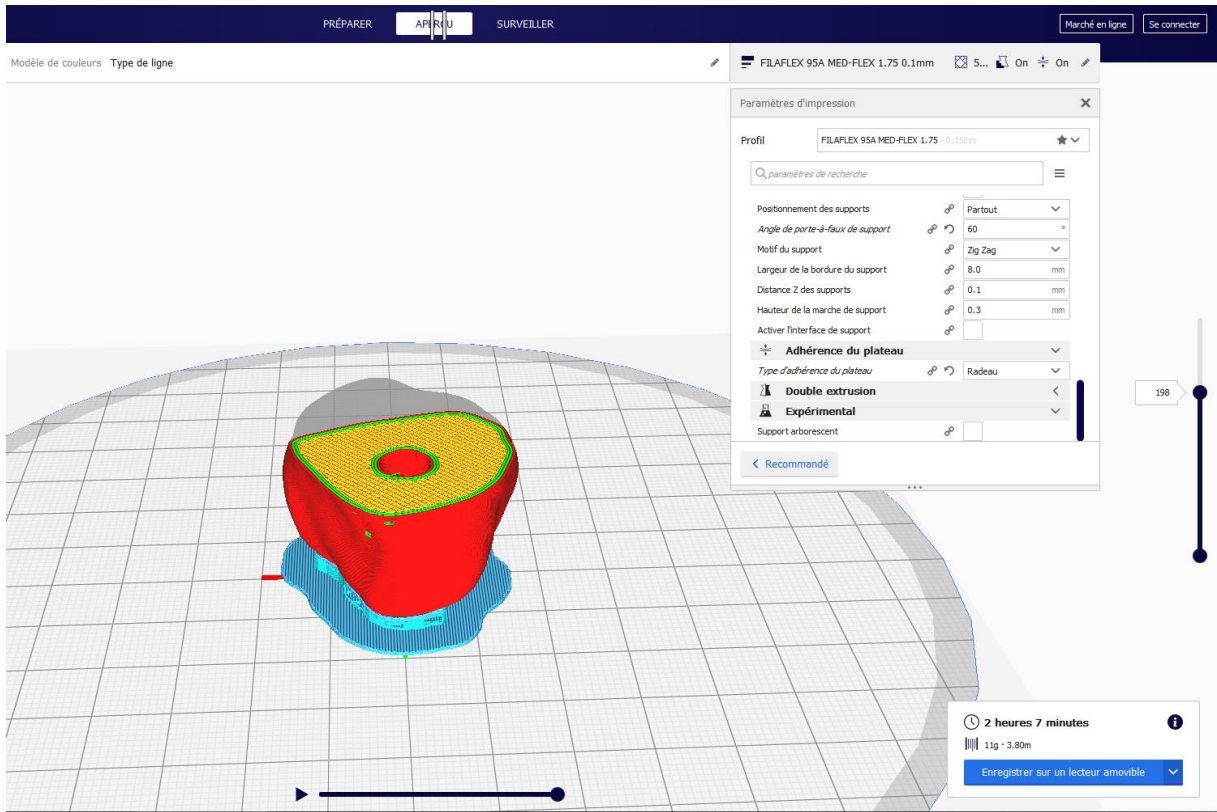 PRÉPARER APERÇU SURVEILLER Marché en ligne Se connecter
Modèle de couleurs Type de ligne
FILAFLEX 95A MED-FLEX 1.75 0.1mm 5... On On
Paramètres d'impression
Profil FILAFLEX 95A MED-FLEX 1.75 - 0.15mm
paramètres de recherche
Positionnement des supports Partout
Angle de porte-à-faux de support 60 °
Motif du support Zig Zag
Largeur de la bordure du support 8.0 mm
Distance Z des supports 0.1 mm
Hauteur de la marche de support 0.3 mm
Activer l'interface de support
Adhérence du plateau
Type d'adhérence du plateau Radeau
Double extrusion
Expérimental
Support arborescent
Recommandé
198
2 heures 7 minutes
11g · 3.80m
Enregistrer sur un lecteur amovible